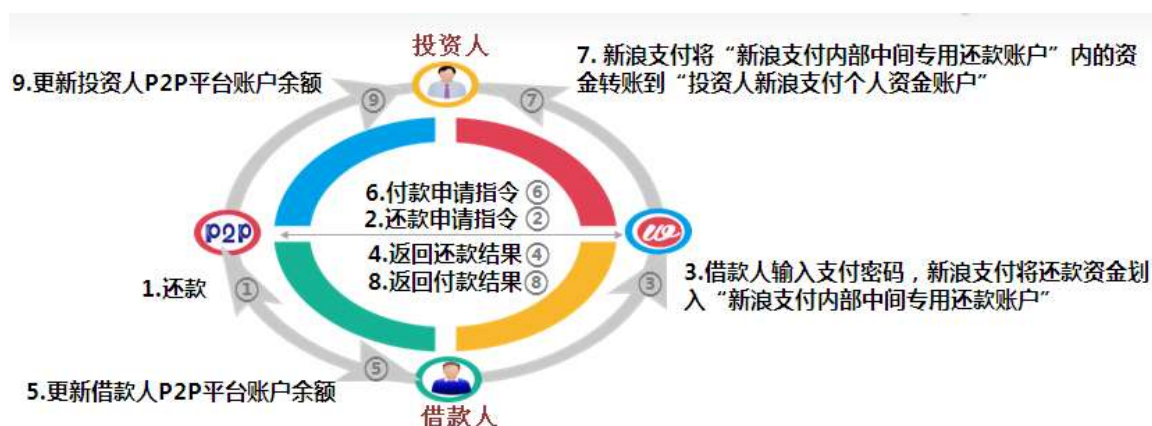 投资人
7. 新浪支付将“新浪支付内部中间专用还款账户”内的资
金转账到“投资人新浪支付个人资金账户”
9.更新投资人P2P平台账户余额
⑨
⑦
6.付款申请指令⑥
2.还款申请指令②
P2P
4.返回还款结果④
8.返回付款结果⑧
3.借款人输入支付密码，新浪支付将还款资金划
入“新浪支付内部中间专用还款账户”
1.还款
①
③
⑤
5.更新借款人P2P平台账户余额
借款人